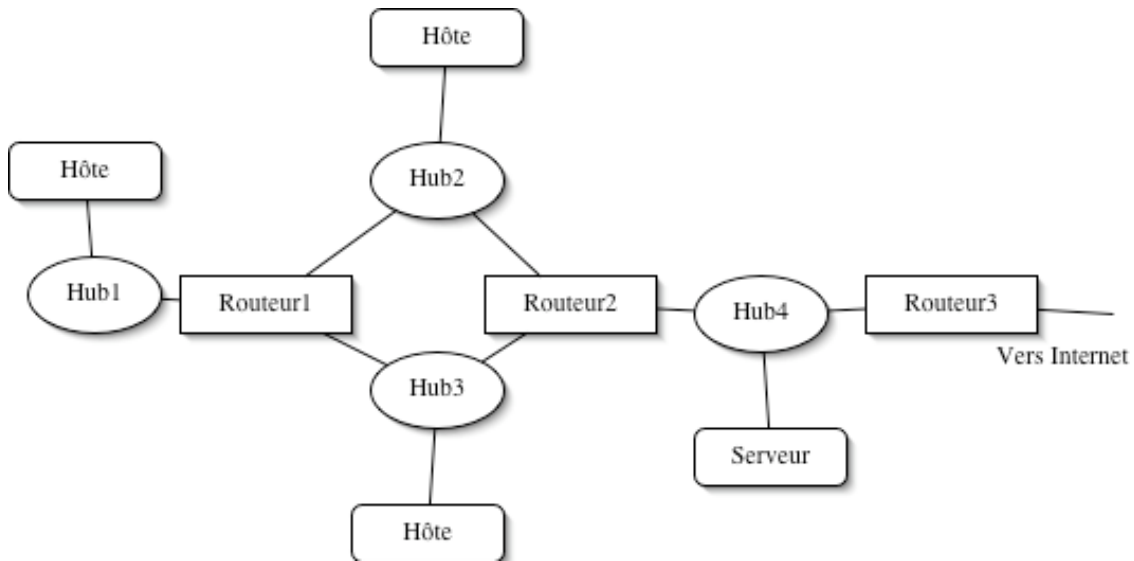 Hôte
Hôte
Hub2
Hub1
Routeur1
Routeur2
Hub4
Routeur3
Vers Internet
Hub3
Serveur
Hôte